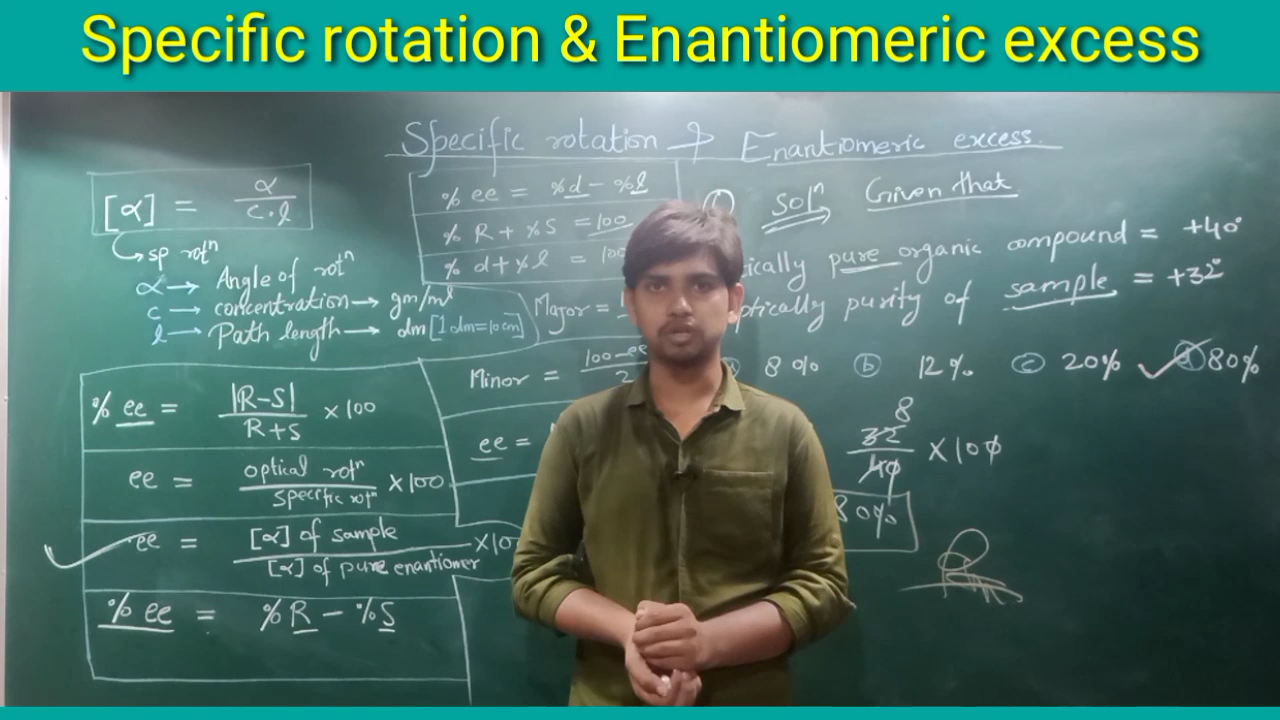 Specific rotation & Enantiomeric excess
Specific rotation → Enantiomeric excess.
[α] = α / c·l
sp rotⁿ
α → Angle of rotⁿ
c → concentration → gm/ml
l → Path length → dm [1 dm = 10 cm]
% ee = |R-S| / R+S × 100
ee = optical rotⁿ / specific rotⁿ × 100
ee = [α] of sample / [α] of pure enantiomer × 10
% ee = % R - % S
% ee = % d - % l
% R + % S = 100
% d + % l = 100
Major =
Minor = 100-ee / 2
ee =
Solⁿ Given that
ically pure organic compound = +40°
ptically purity of sample = +32°
8% (b) 12% (c) 20% (d) 80%
8
32 / 40 × 100
80%